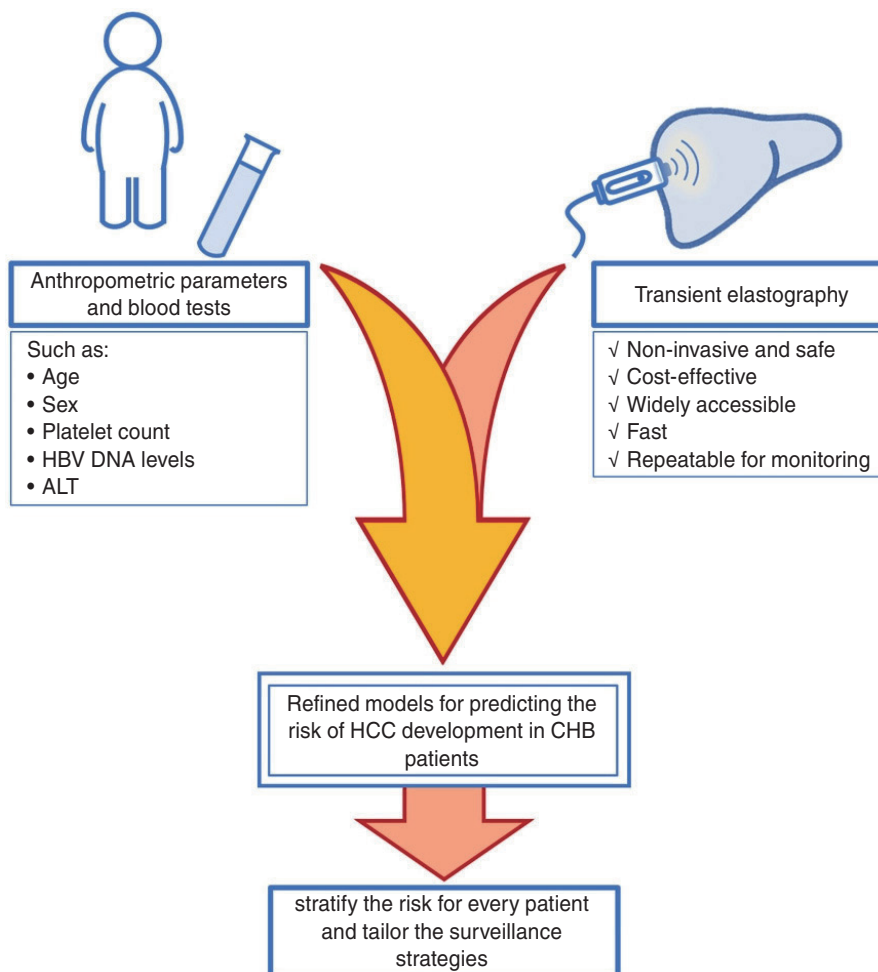 Anthropometric parameters
and blood tests
Such as:
• Age
• Sex
• Platelet count
• HBV DNA levels
• ALT
Transient elastography
√ Non-invasive and safe
√ Cost-effective
√ Widely accessible
√ Fast
√ Repeatable for monitoring
Refined models for predicting the
risk of HCC development in CHB
patients
stratify the risk for every patient
and tailor the surveillance
strategies